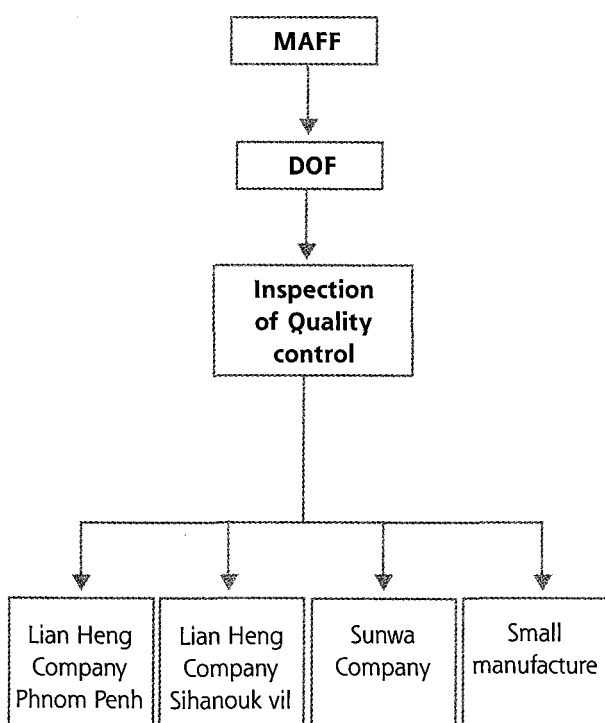 MAFF
DOF
Inspection
of Quality
control
Lian Heng
Company
Phnom Penh
Lian Heng
Company
Sihanouk vil
Sunwa
Company
Small
manufacture